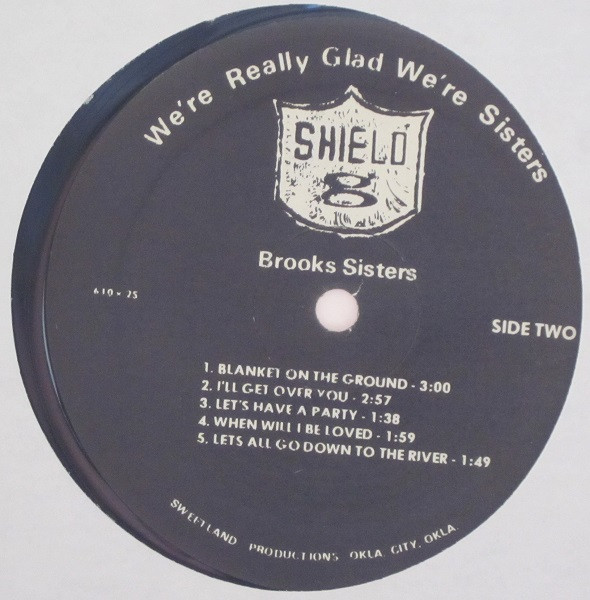 We're Really Glad We're Sisters
SHIELD
8
Brooks Sisters
610 - 25
SIDE TWO
1. BLANKET ON THE GROUND - 3:00
2. I'LL GET OVER YOU - 2:57
3. LET'S HAVE A PARTY - 1:38
4. WHEN WILL I BE LOVED - 1:59
5. LETS ALL GO DOWN TO THE RIVER - 1:49
SWEETLAND PRODUCTIONS OKLA. CITY, OKLA.